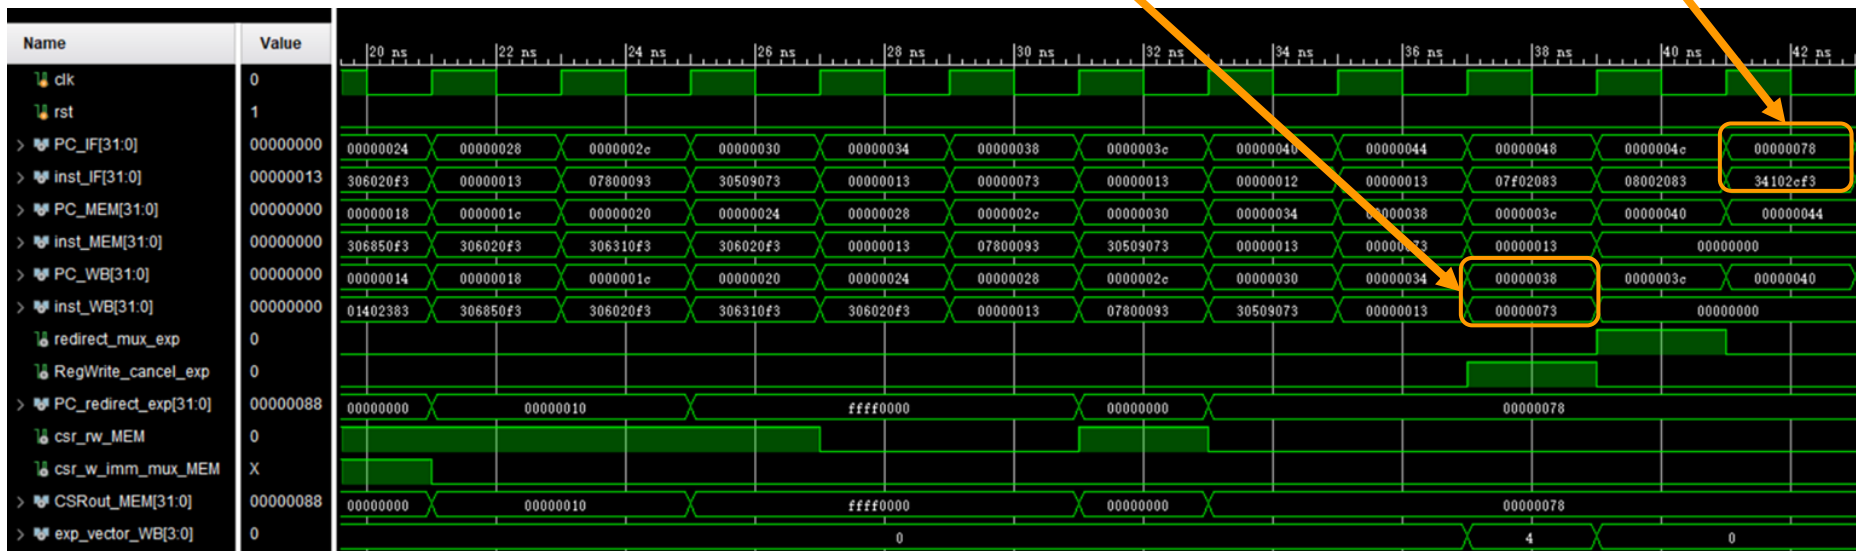 Name Value 20 ns 22 ns 24 ns 26 ns 28 ns 30 ns 32 ns 34 ns 36 ns 38 ns 40 ns 42 ns
clk 0
rst 1
PC_IF[31:0] 00000000 00000024 00000028 0000002c 00000030 00000034 00000038 0000003c 00000040 00000044 00000048 0000004c 00000078
inst_IF[31:0] 00000013 306020f3 00000013 07800093 30509073 00000013 00000073 00000013 00000012 00000013 07f02083 08002083 34102cf3
PC_MEM[31:0] 00000000 00000018 0000001c 00000020 00000024 00000028 0000002c 00000030 00000034 00000038 0000003c 00000040 00000044
inst_MEM[31:0] 00000000 306850f3 306020f3 306310f3 306020f3 00000013 07800093 30509073 00000013 00000073 00000013 00000000
PC_WB[31:0] 00000000 00000014 00000018 0000001c 00000020 00000024 00000028 0000002c 00000030 00000034 00000038 0000003c 00000040
inst_WB[31:0] 00000000 01402383 306850f3 306020f3 306310f3 306020f3 00000013 07800093 30509073 00000013 00000073 00000000
redirect_mux_exp 0
RegWrite_cancel_exp 0
PC_redirect_exp[31:0] 00000088 00000000 00000010 ffff0000 00000000 00000078
csr_rw_MEM 0
csr_w_imm_mux_MEM X
CSRout_MEM[31:0] 00000088 00000000 00000010 ffff0000 00000000 00000078
exp_vector_WB[3:0] 0 0 4 0